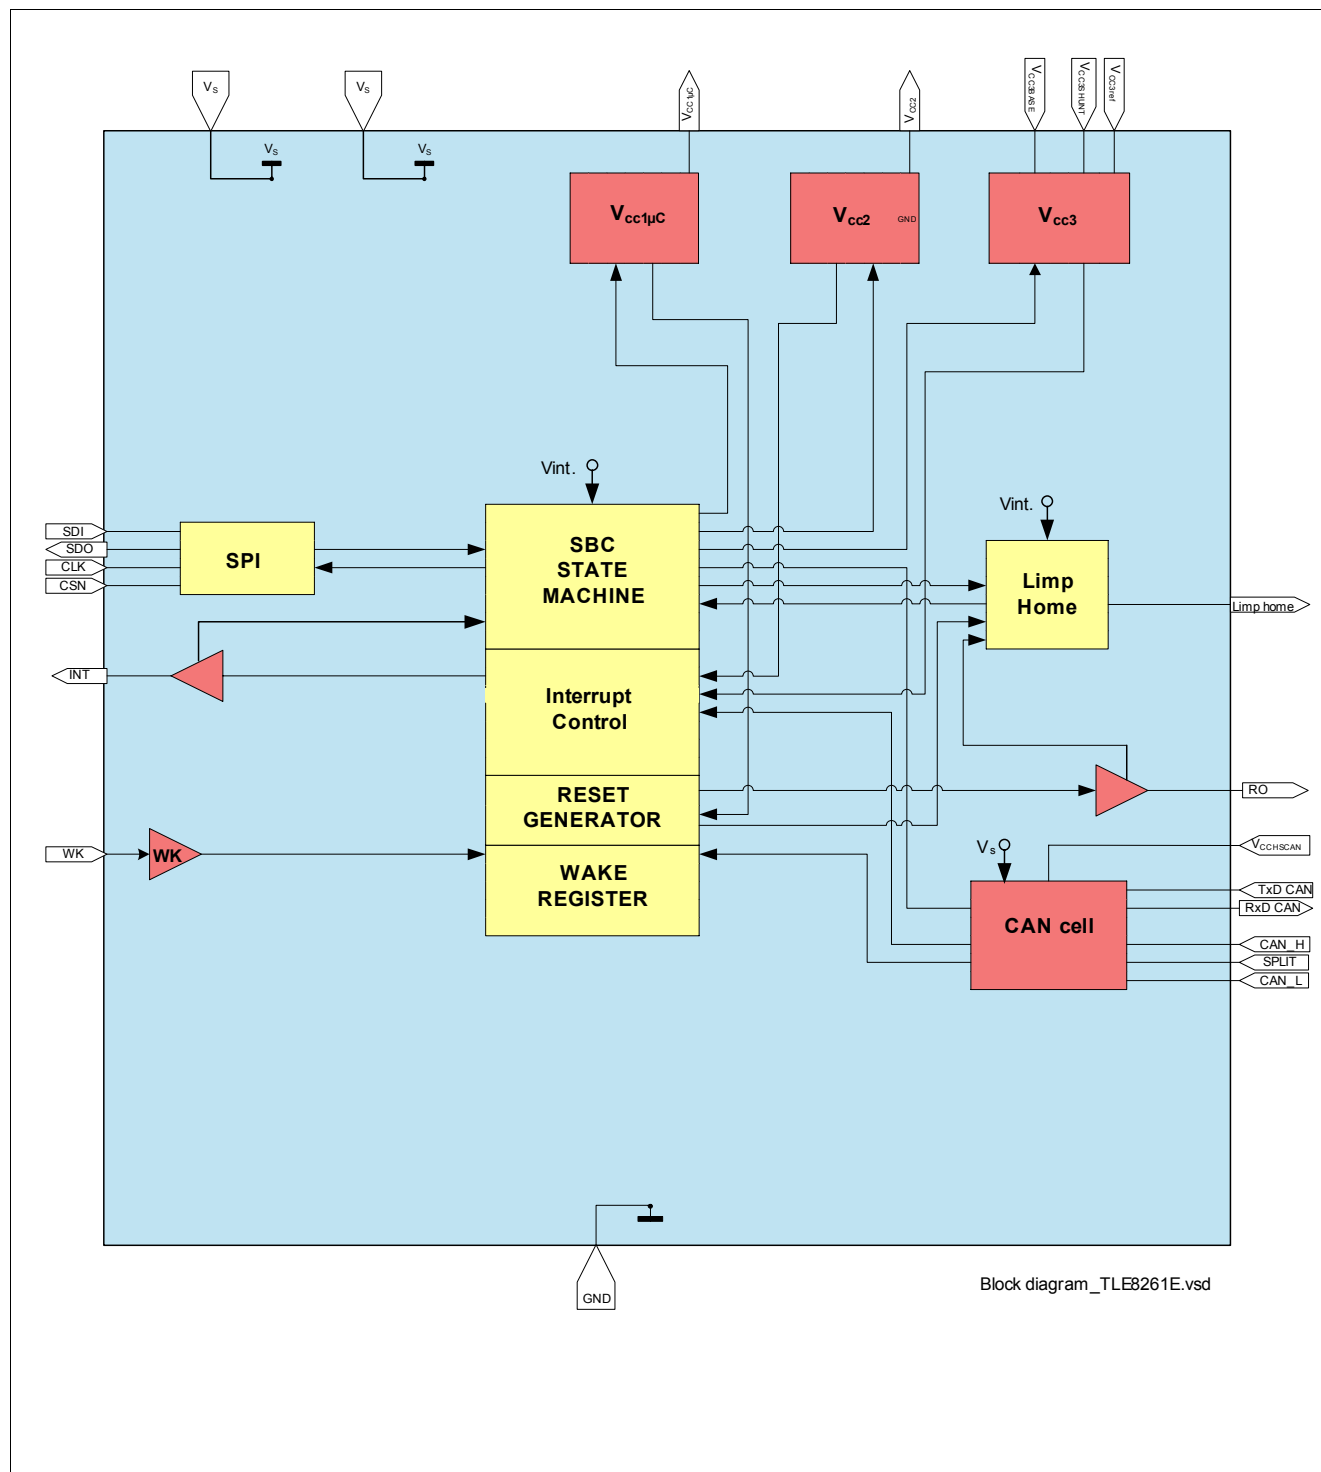 Vs
Vs
VCC1µC
VCC2
VCC3BASE
VCC3SHUNT
VCC3ref
Vs
Vs
Vcc1µC
Vcc2
GND
Vcc3
Vint.
Vint.
SDI
SDO
CLK
CSN
SPI
SBC
STATE
MACHINE
Limp
Home
Limp home
INT
Interrupt
Control
RESET
GENERATOR
RO
WK
WK
WAKE
REGISTER
Vs
VCCHSCAN
CAN cell
TxD CAN
RxD CAN
CAN_H
SPLIT
CAN_L
GND
Block diagram_TLE8261E.vsd